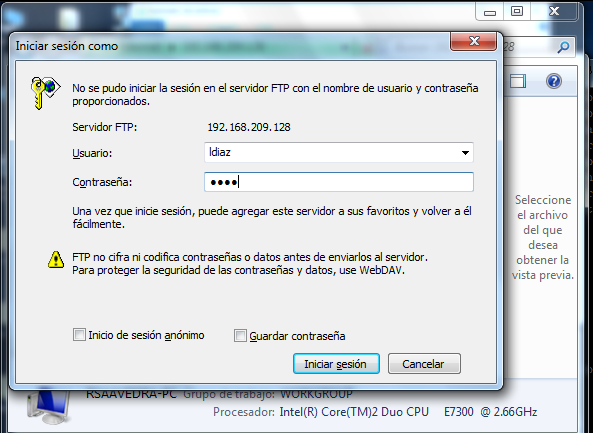 Iniciar sesión como
28
No se pudo iniciar la sesión en el servidor FTP con el nombre de usuario y contraseña
proporcionados.
Servidor FTP: 192.168.209.128
Usuario: ldiaz
Contraseña: ●●●●
Una vez que inicie sesión, puede agregar este servidor a sus favoritos y volver a él
fácilmente.
FTP no cifra ni codifica contraseñas o datos antes de enviarlos al servidor.
Para proteger la seguridad de las contraseñas y datos, use WebDAV.
Inicio de sesión anónimo Guardar contraseña
Iniciar sesión Cancelar
Seleccione
el archivo
del que
desea
obtener la
vista previa.
RSAAVEDRA-PC Grupo de trabajo: WORKGROUP
Procesador: Intel(R) Core(TM)2 Duo CPU E7300 @ 2.66GHz